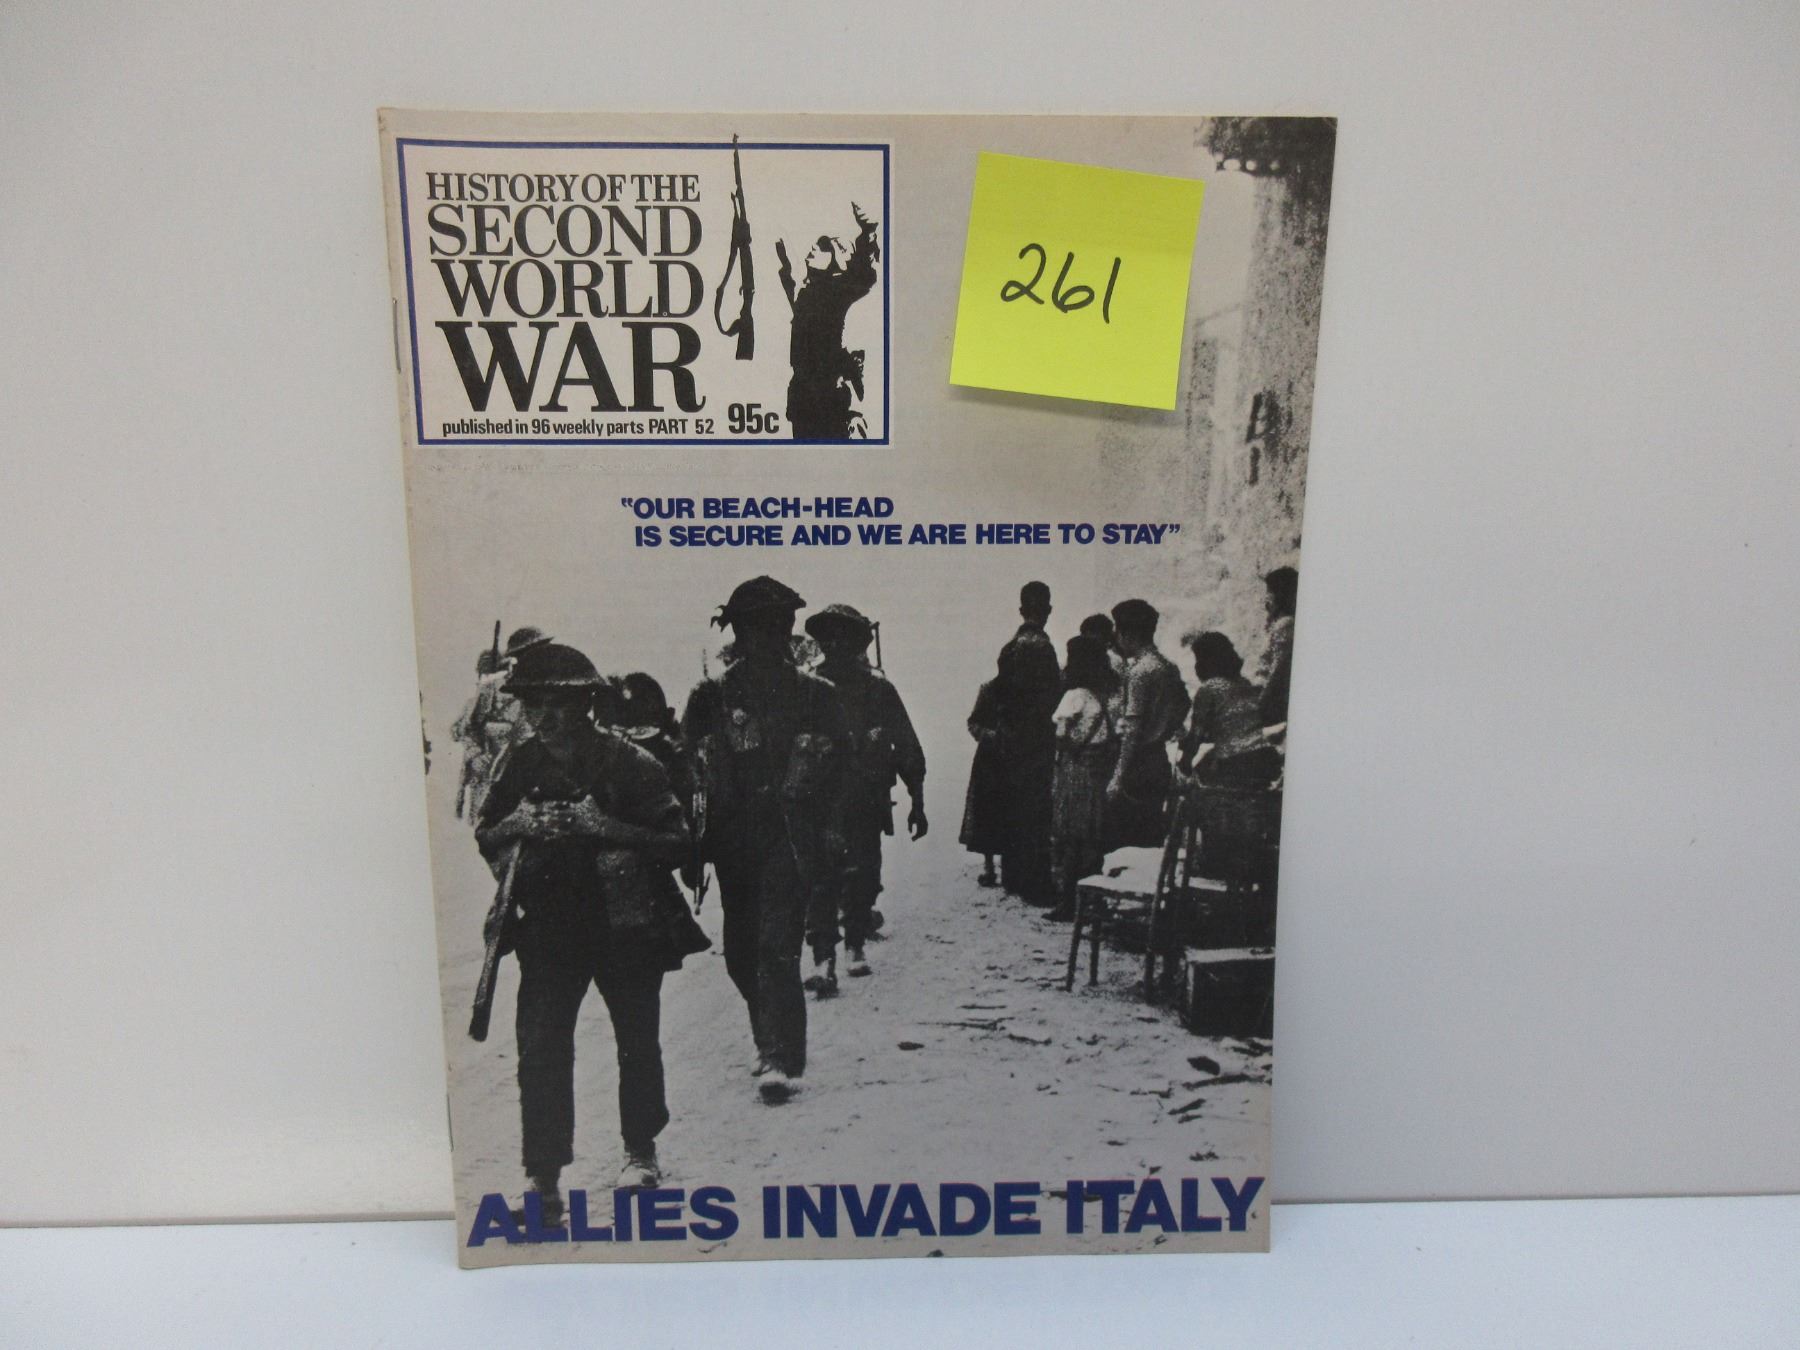 HISTORY OF THE
SECOND
WORLD
WAR
published in 96 weekly parts PART 52 95c
261
"OUR BEACH-HEAD
IS SECURE AND WE ARE HERE TO STAY"
ALLIES INVADE ITALY